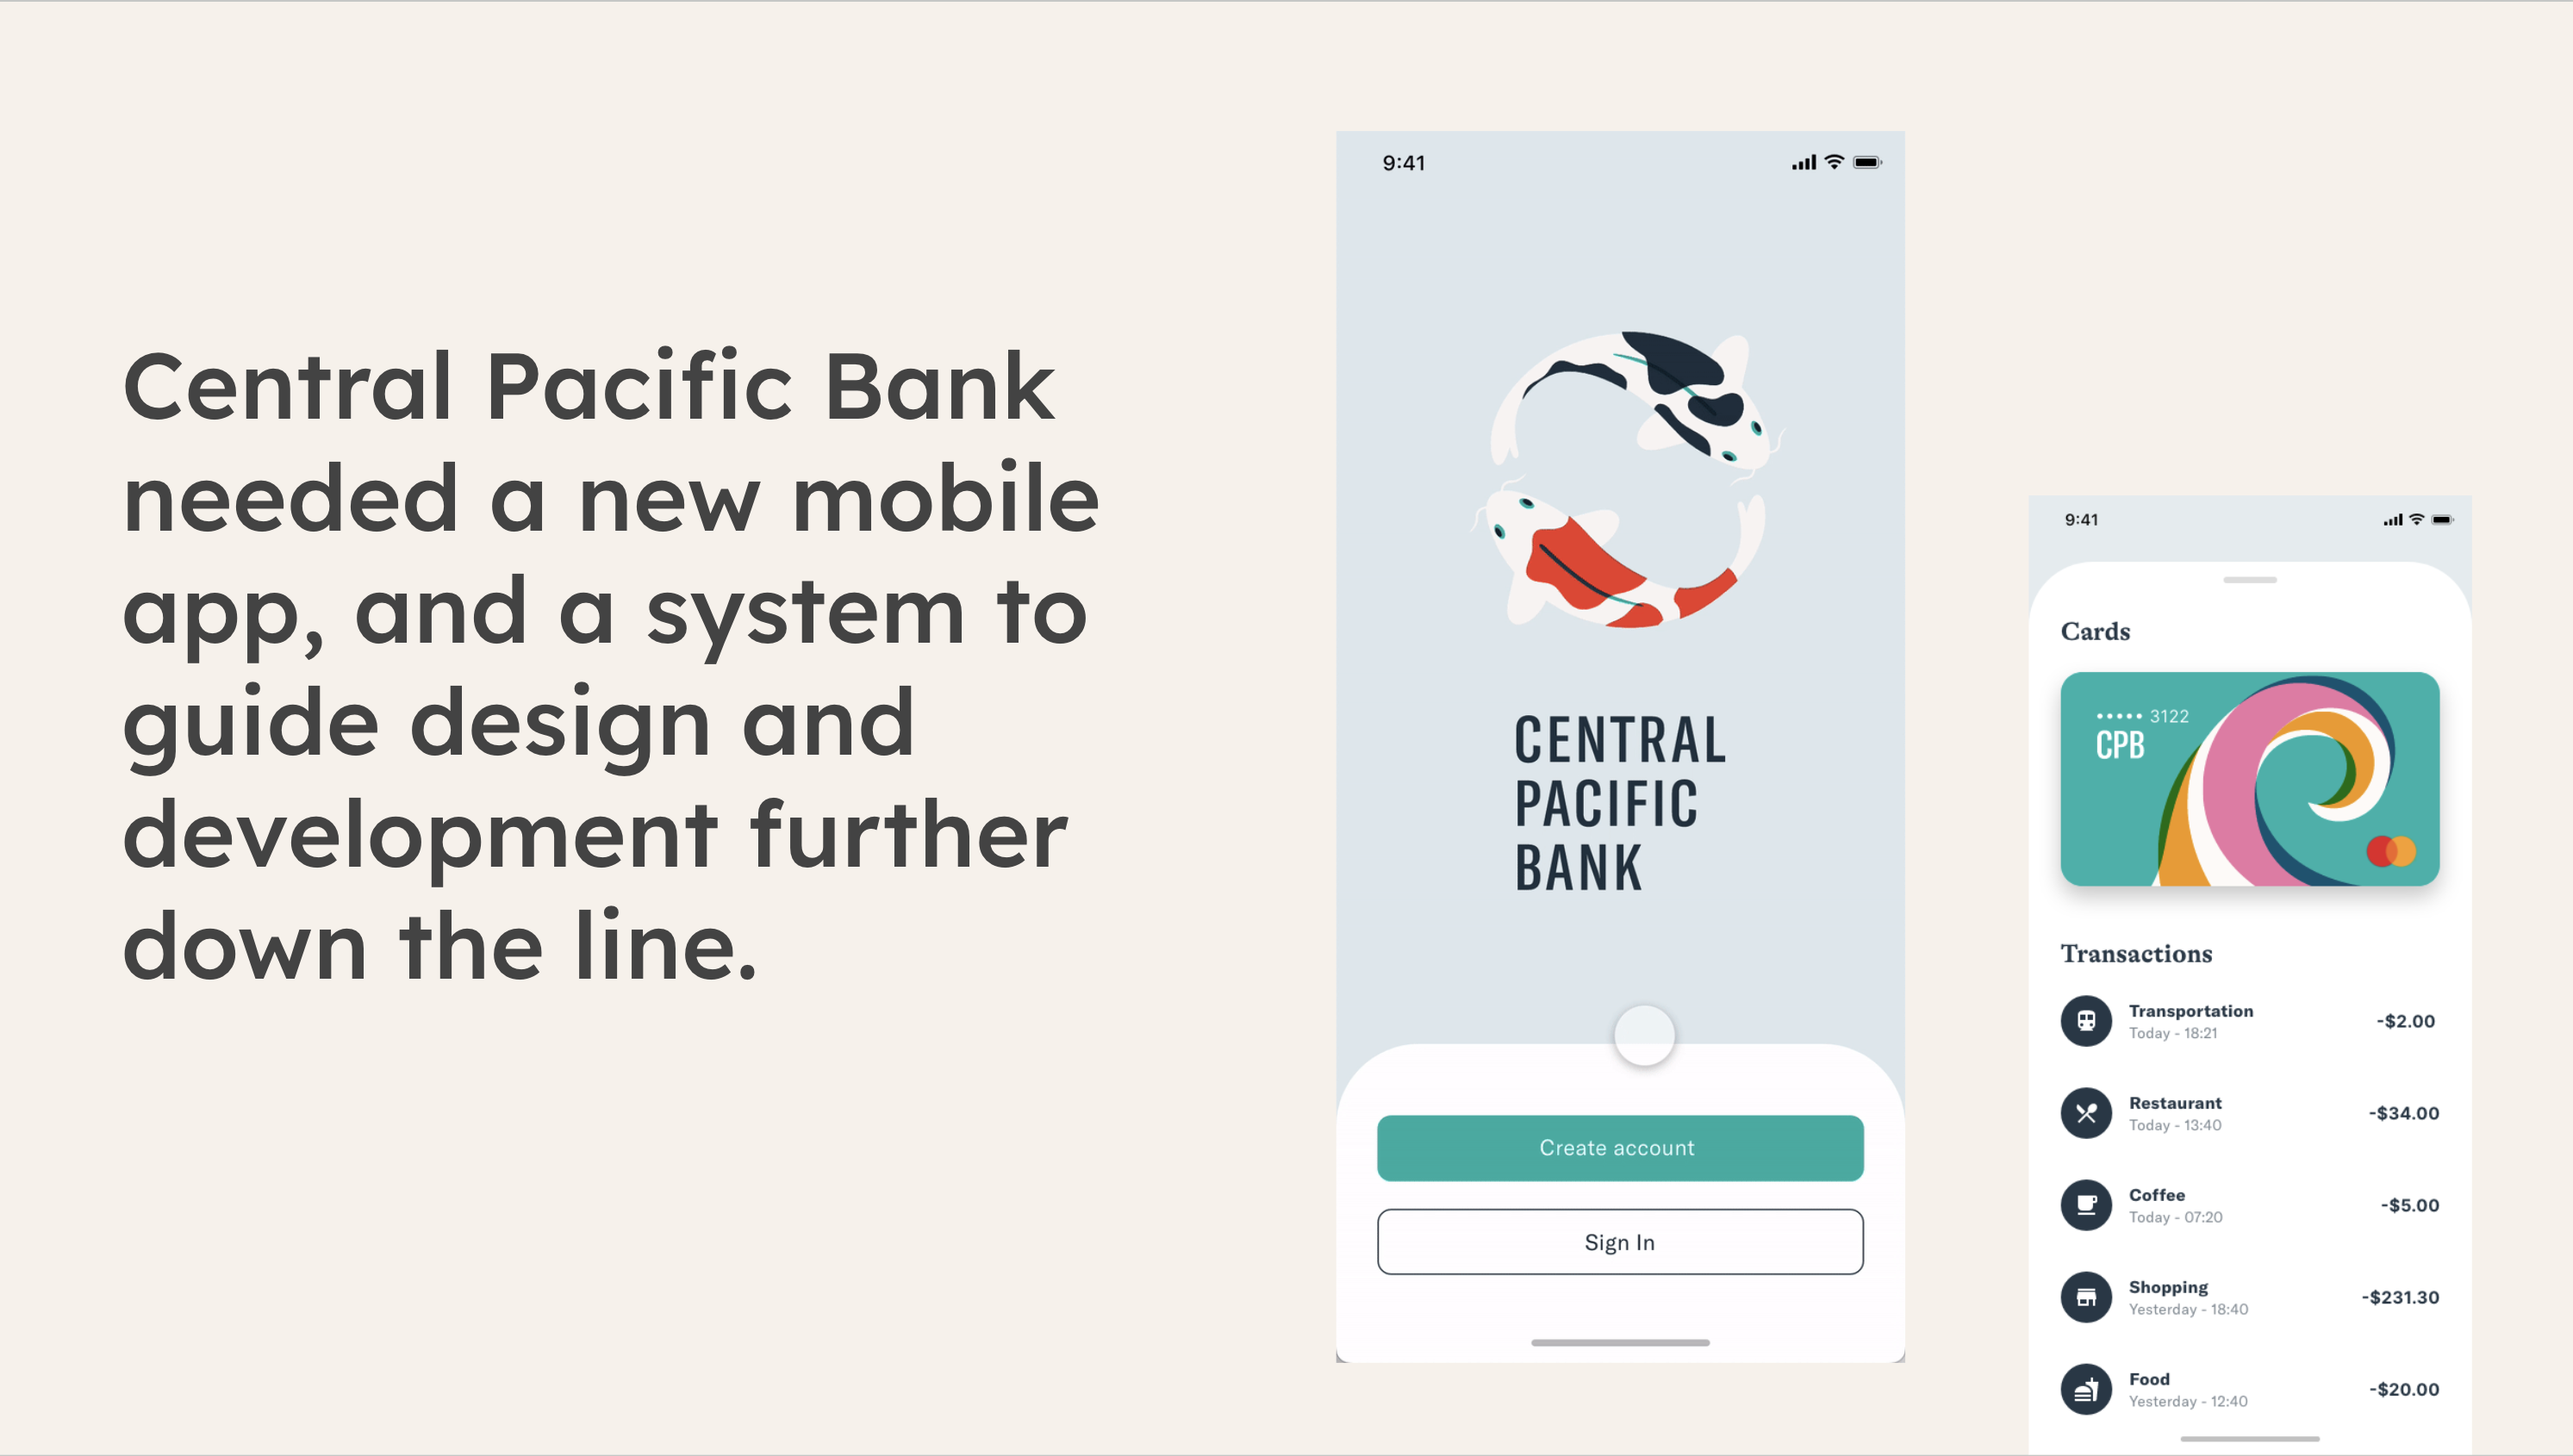 Central Pacific Bank
needed a new mobile
app, and a system to
guide design and
development further
down the line.
9:41
CENTRAL
PACIFIC
BANK
Create account
Sign In
9:41
Cards
••••• 3122
CPB
Transactions
Transportation
Today - 18:21
-$2.00
Restaurant
Today - 13:40
-$34.00
Coffee
Today - 07:20
-$5.00
Shopping
Yesterday - 18:40
-$231.30
Food
Yesterday - 12:40
-$20.00